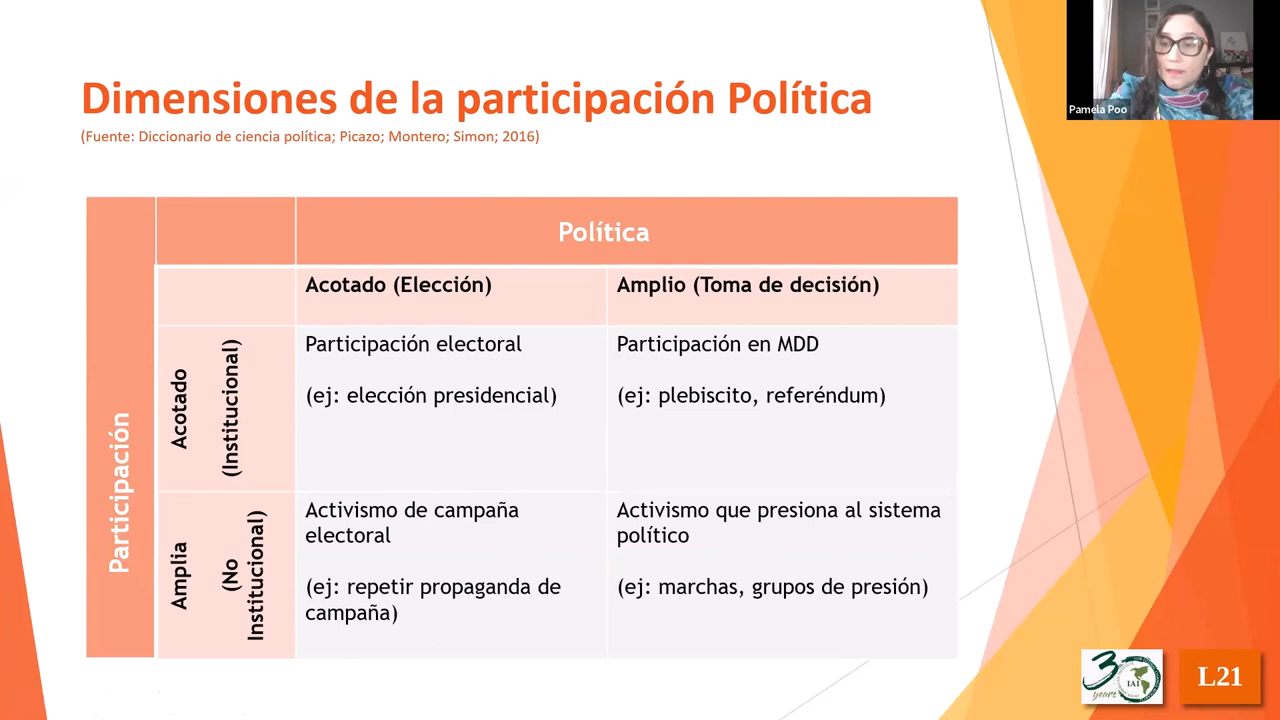 Dimensiones de la participación Política
(Fuente: Diccionario de ciencia política; Picazo; Montero; Simon; 2016)
Pamela Poo
Participación
Política
Acotado (Elección)
Amplio (Toma de decisión)
Acotado
(Institucional)
Participación electoral
(ej: elección presidencial)
Participación en MDD
(ej: plebiscito, referéndum)
Amplia
(No
Institucional)
Activismo de campaña
electoral
(ej: repetir propaganda de
campaña)
Activismo que presiona al sistema
político
(ej: marchas, grupos de presión)
30
years
IAI
L21